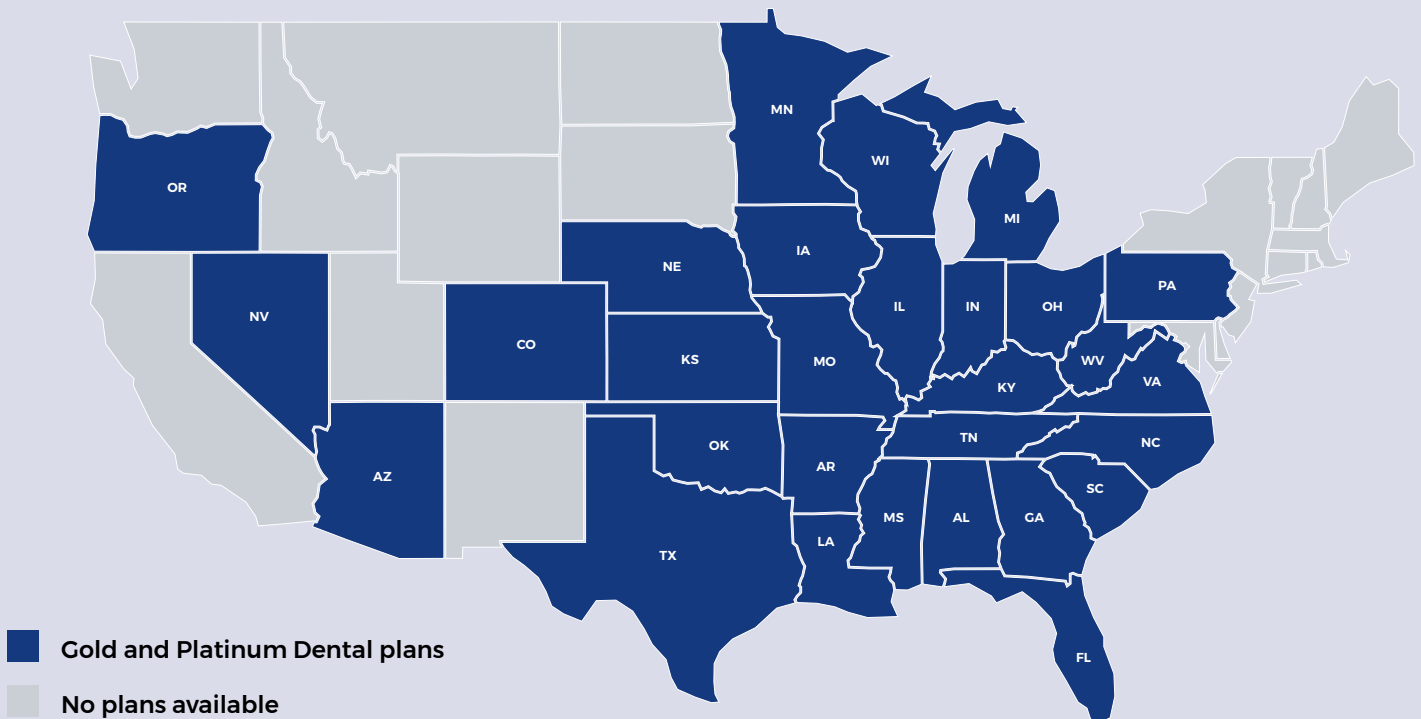 MN
WI
OR
MI
IA
NE
PA
NV
IL
IN
OH
CO
KS
MO
WV
VA
KY
TN
NC
OK
AR
AZ
SC
MS
AL
GA
LA
TX
FL
Gold and Platinum Dental plans
No plans available